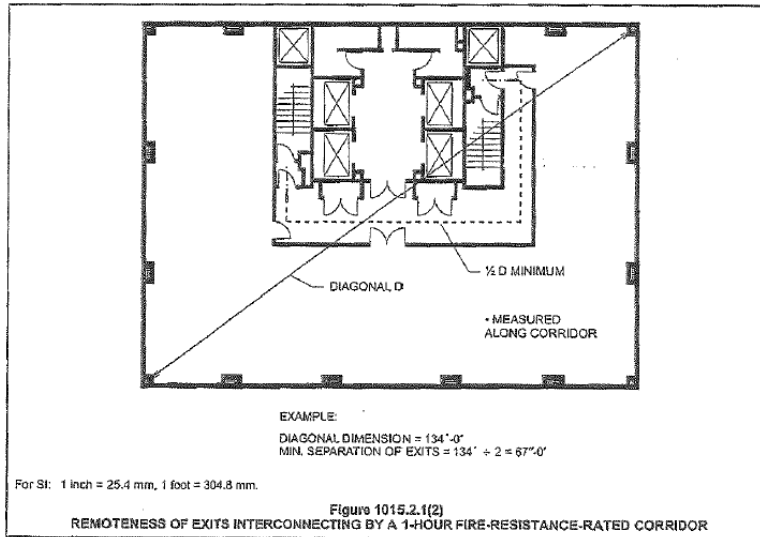 ½ D MINIMUM
DIAGONAL D
• MEASURED
ALONG CORRIDOR
EXAMPLE:
DIAGONAL DIMENSION = 134'-0'
MIN. SEPARATION OF EXITS = 134' ÷ 2 = 67"-0'
For SI: 1 inch = 25.4 mm, 1 foot = 304.8 mm.
Figure 1015.2.1(2)
REMOTENESS OF EXITS INTERCONNECTING BY A 1-HOUR FIRE-RESISTANCE-RATED CORRIDOR